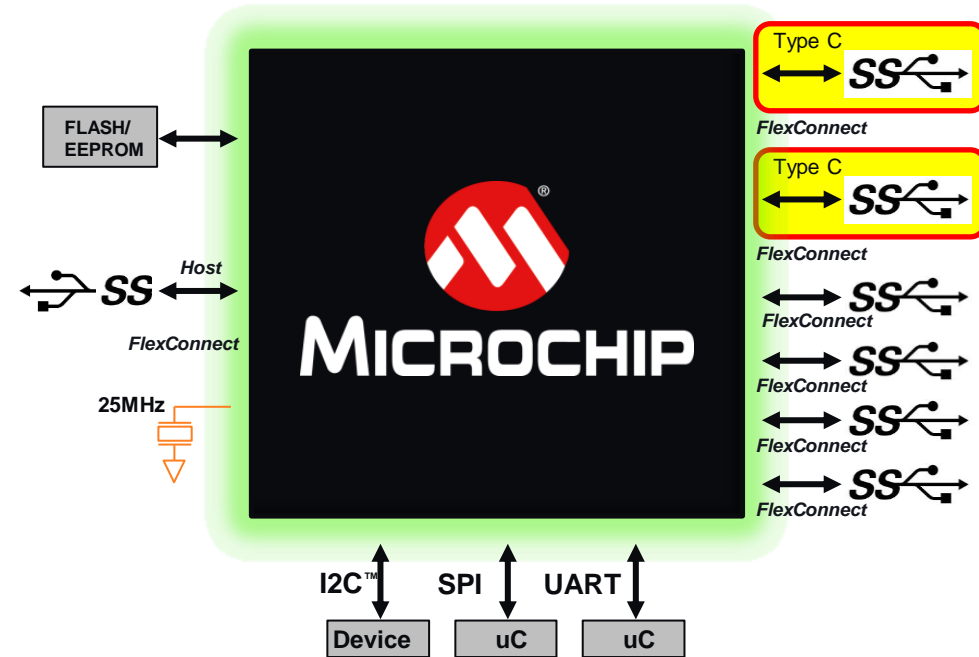 Type C
SS
FlexConnect
FLASH/
EEPROM
Type C
SS
FlexConnect
Host
SS
FlexConnect
®
MICROCHIP
SS
FlexConnect
SS
FlexConnect
25MHz
SS
FlexConnect
SS
FlexConnect
I2C™ SPI UART
Device uC uC